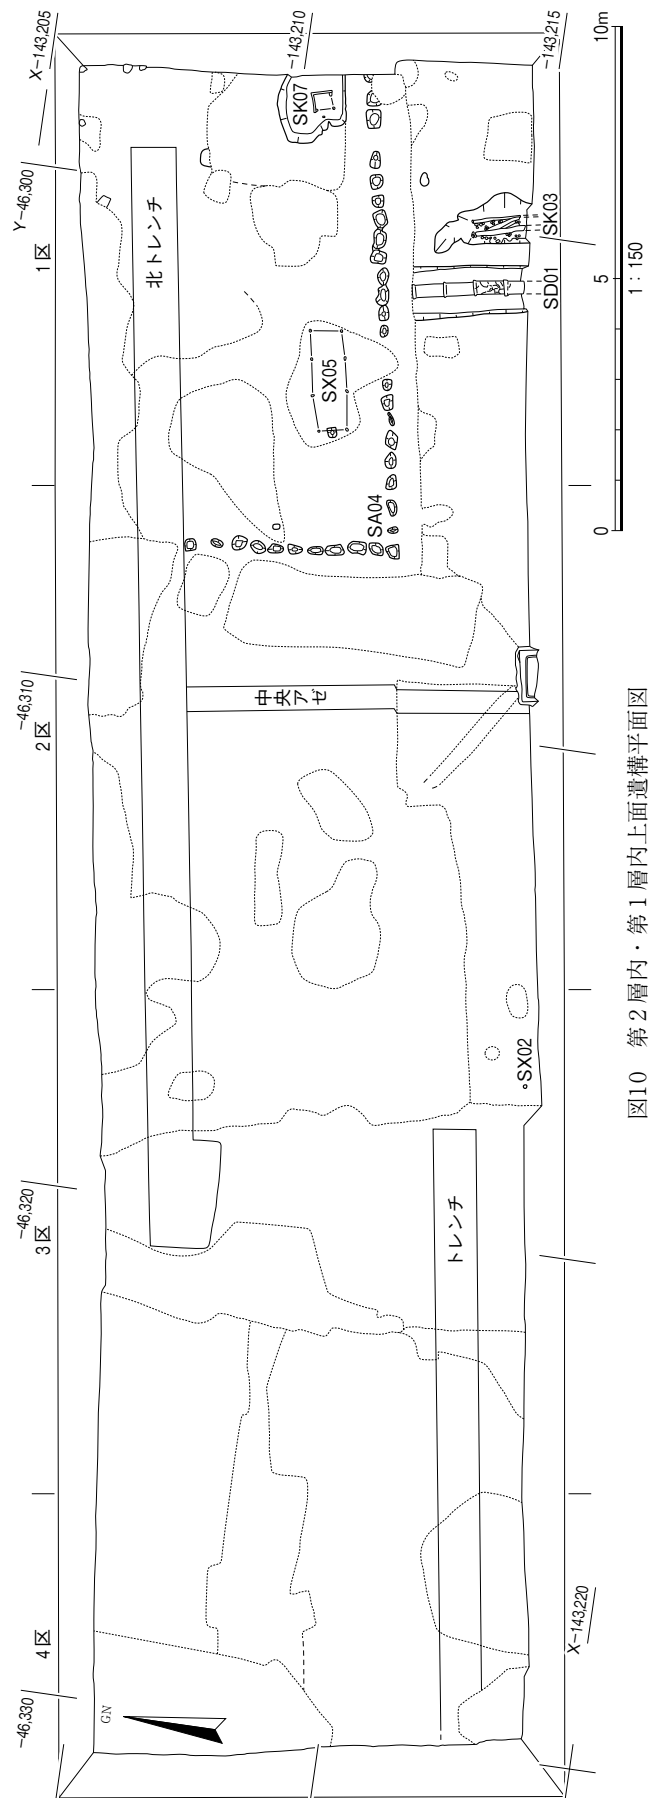 X-143,205
-143,210
-143,215
Y-46,300
1区
北トレンチ
SK07
SK03
SD01
SX05
SA04
-46,310
2区
中央アゼ
SX02
-46,320
3区
トレンチ
-46,330
4区
GN
X-143,220
0
5
10m
1：150
図10 第2層内・第1層内上面遺構平面図